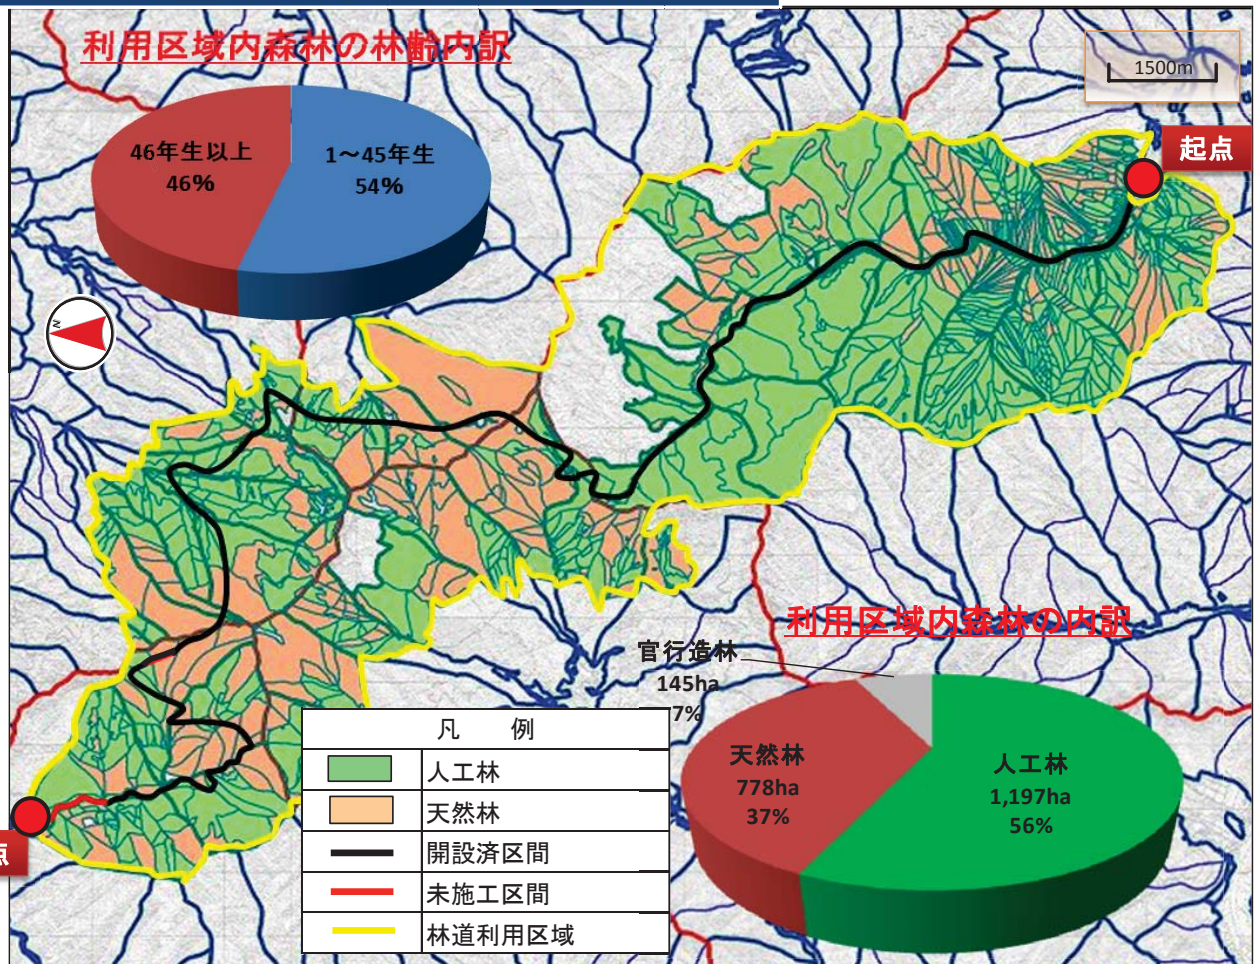 利用区域内森林の林齢内訳
46年生以上
46%
1～45年生
54%
1500m
起点
N
利用区域内森林の内訳
官行造林
145ha
7%
天然林
778ha
37%
人工林
1,197ha
56%
凡　例
人工林
天然林
開設済区間
未施工区間
林道利用区域
点